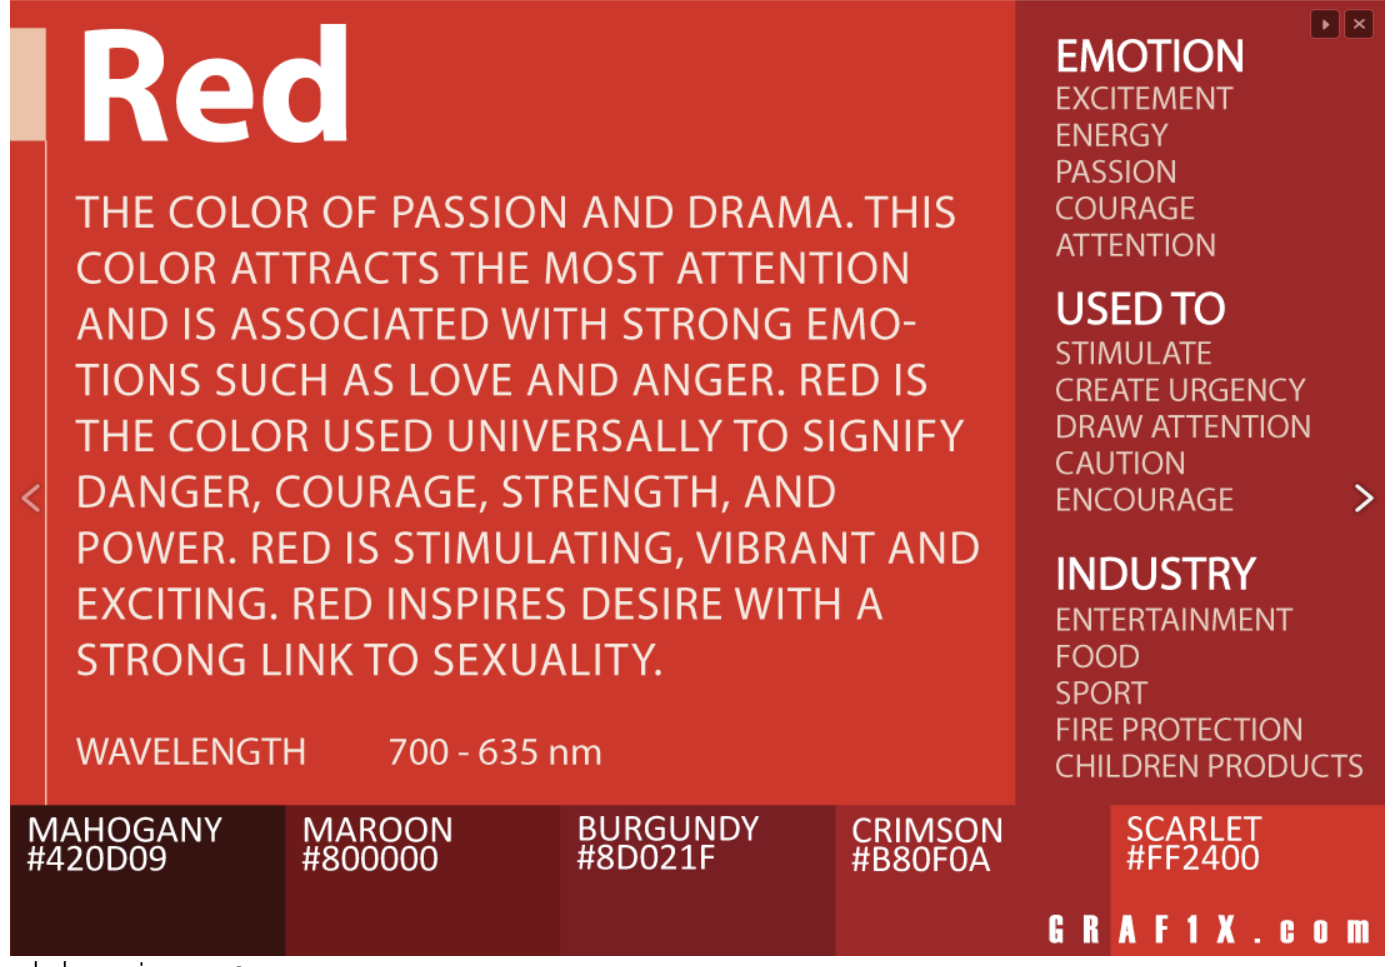 Red
THE COLOR OF PASSION AND DRAMA. THIS
COLOR ATTRACTS THE MOST ATTENTION
AND IS ASSOCIATED WITH STRONG EMO-
TIONS SUCH AS LOVE AND ANGER. RED IS
THE COLOR USED UNIVERSALLY TO SIGNIFY
DANGER, COURAGE, STRENGTH, AND
POWER. RED IS STIMULATING, VIBRANT AND
EXCITING. RED INSPIRES DESIRE WITH A
STRONG LINK TO SEXUALITY.
WAVELENGTH 700 - 635 nm
EMOTION
EXCITEMENT
ENERGY
PASSION
COURAGE
ATTENTION
USED TO
STIMULATE
CREATE URGENCY
DRAW ATTENTION
CAUTION
ENCOURAGE
INDUSTRY
ENTERTAINMENT
FOOD
SPORT
FIRE PROTECTION
CHILDREN PRODUCTS
MAHOGANY
#420D09
MAROON
#800000
BURGUNDY
#8D021F
CRIMSON
#B80F0A
SCARLET
#FF2400
GRAF1X.com